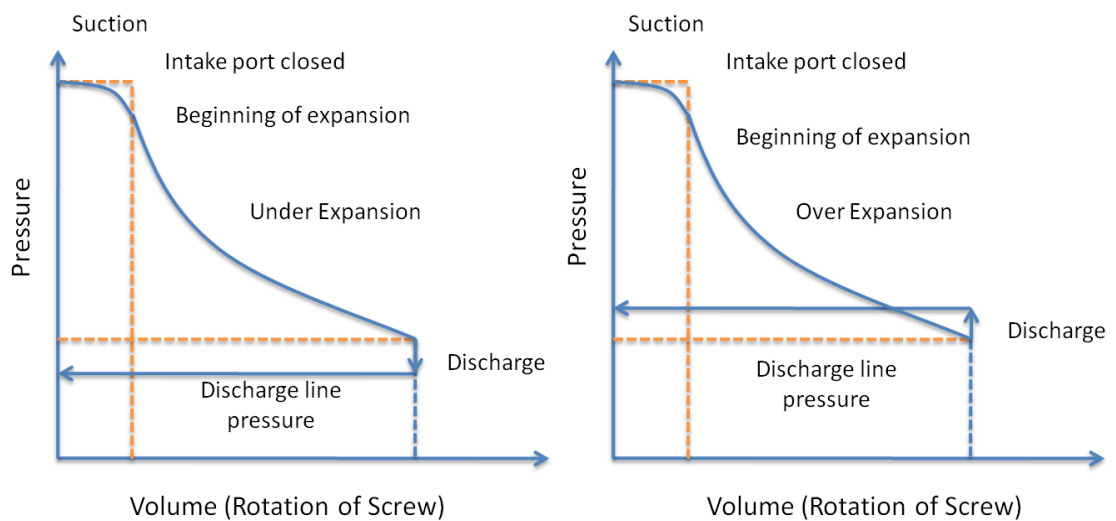 Suction
Intake port closed
Beginning of expansion
Under Expansion
Pressure
Discharge
Discharge line
pressure
Volume (Rotation of Screw)
Suction
Intake port closed
Beginning of expansion
Over Expansion
Pressure
Discharge
Discharge line
pressure
Volume (Rotation of Screw)